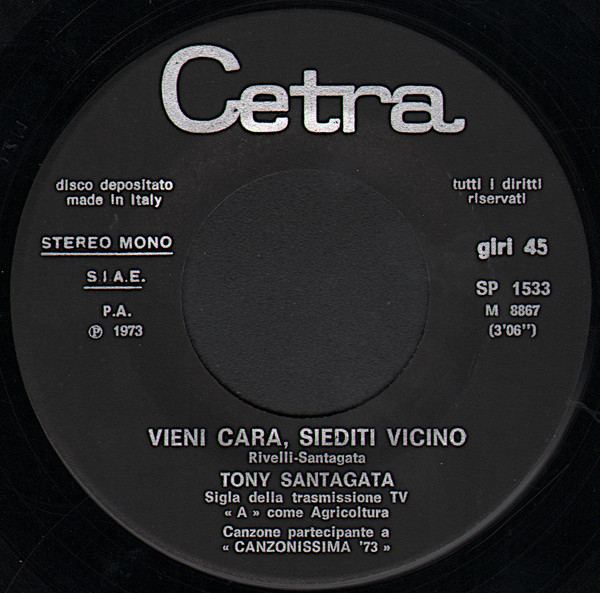 Cetra
disco depositato
made in Italy
tutti i diritti
riservati
STEREO MONO
giri 45
S.I.A.E.
SP 1533
M 8867
(3'06")
P.A.
℗ 1973
VIENI CARA, SIEDITI VICINO
Rivelli-Santagata
TONY SANTAGATA
Sigla della trasmissione TV
« A » come Agricoltura
Canzone partecipante a
« CANZONISSIMA '73 »